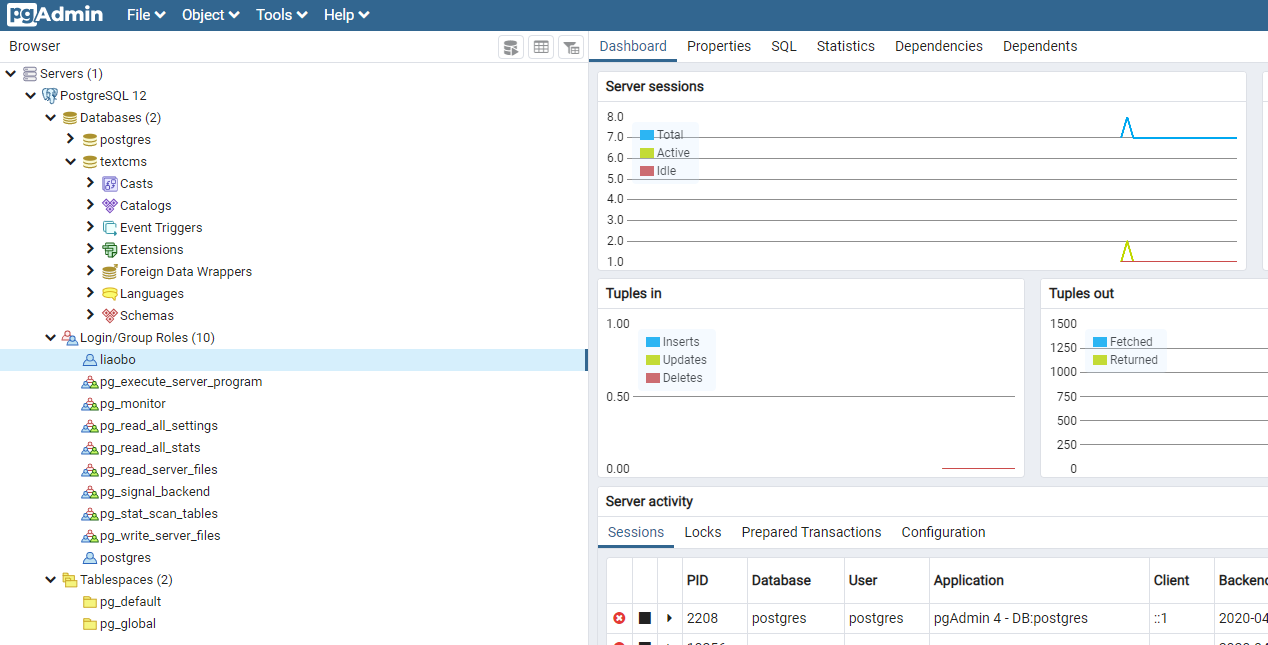 pgAdmin File Object Tools Help
Browser
Servers (1)
PostgreSQL 12
Databases (2)
postgres
textcms
Casts
Catalogs
Event Triggers
Extensions
Foreign Data Wrappers
Languages
Schemas
Login/Group Roles (10)
liaobo
pg_execute_server_program
pg_monitor
pg_read_all_settings
pg_read_all_stats
pg_read_server_files
pg_signal_backend
pg_stat_scan_tables
pg_write_server_files
postgres
Tablespaces (2)
pg_default
pg_global
Dashboard Properties SQL Statistics Dependencies Dependents
Server sessions
8.0
7.0
6.0
5.0
4.0
3.0
2.0
1.0
Total
Active
Idle
Tuples in
1.00
0.50
0.00
Inserts
Updates
Deletes
Tuples out
1500
1250
1000
750
500
250
0
Fetched
Returned
Server activity
Sessions Locks Prepared Transactions Configuration
PID Database User Application Client Backend
2208 postgres postgres pgAdmin 4 - DB:postgres ::1 2020-04